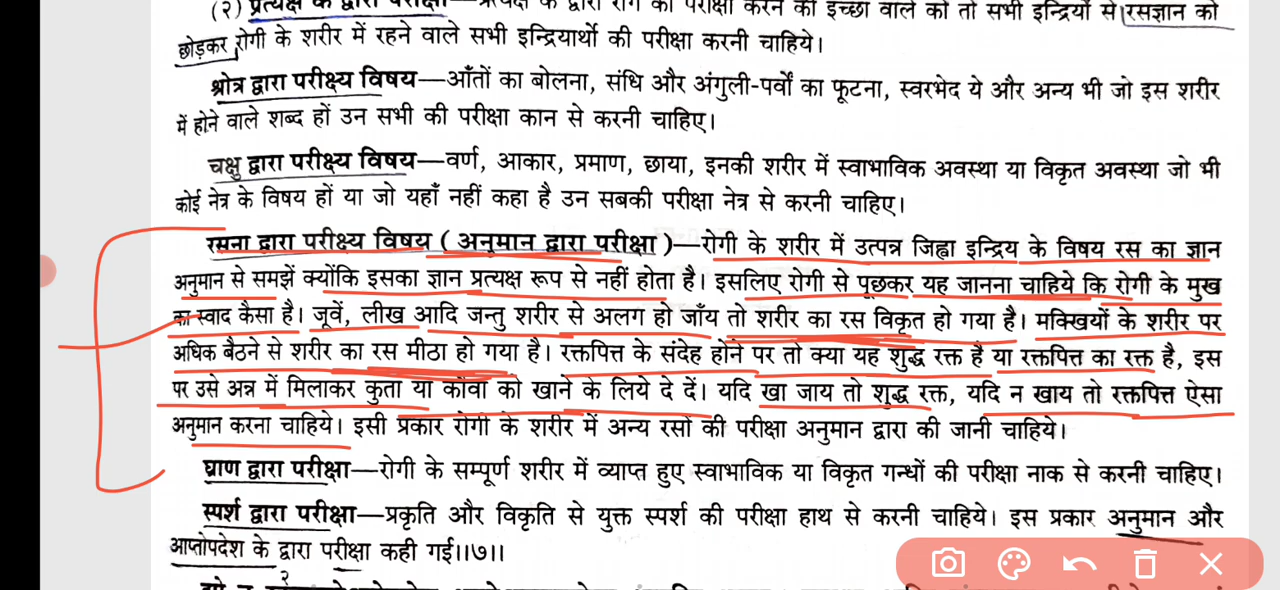 (२) प्रत्यक्ष के द्वारा परीक्षा—प्रत्यक्ष के द्वारा रोग की परीक्षा करने की इच्छा वाले को तो सभी इन्द्रियों से रसज्ञान को
छोड़कर रोगी के शरीर में रहने वाले सभी इन्द्रियार्थो की परीक्षा करनी चाहिये।
श्रोत्र द्वारा परीक्ष्य विषय—आँतों का बोलना, संधि और अंगुली-पर्वों का फूटना, स्वरभेद ये और अन्य भी जो इस शरीर
में होने वाले शब्द हों उन सभी की परीक्षा कान से करनी चाहिए।
चक्षु द्वारा परीक्ष्य विषय—वर्ण, आकार, प्रमाण, छाया, इनकी शरीर में स्वाभाविक अवस्था या विकृत अवस्था जो भी
कोई नेत्र के विषय हों या जो यहाँ नहीं कहा है उन सबकी परीक्षा नेत्र से करनी चाहिए।
रसना द्वारा परीक्ष्य विषय (अनुमान द्वारा परीक्षा)—रोगी के शरीर में उत्पन्न जिह्वा इन्द्रिय के विषय रस का ज्ञान
अनुमान से समझें क्योंकि इसका ज्ञान प्रत्यक्ष रूप से नहीं होता है। इसलिए रोगी से पूछकर यह जानना चाहिये कि रोगी के मुख
का स्वाद कैसा है। जूवें, लीख आदि जन्तु शरीर से अलग हो जाँय तो शरीर का रस विकृत हो गया है। मक्खियों के शरीर पर
अधिक बैठने से शरीर का रस मीठा हो गया है। रक्तपित्त के संदेह होने पर तो क्या यह शुद्ध रक्त है या रक्तपित्त का रक्त है, इस
पर उसे अन्न में मिलाकर कुत्ता या कौवा को खाने के लिये दे दें। यदि खा जाय तो शुद्ध रक्त, यदि न खाय तो रक्तपित्त ऐसा
अनुमान करना चाहिये। इसी प्रकार रोगी के शरीर में अन्य रसों की परीक्षा अनुमान द्वारा की जानी चाहिये।
घ्राण द्वारा परीक्षा—रोगी के सम्पूर्ण शरीर में व्याप्त हुए स्वाभाविक या विकृत गन्धों की परीक्षा नाक से करनी चाहिए।
स्पर्श द्वारा परीक्षा—प्रकृति और विकृति से युक्त स्पर्श की परीक्षा हाथ से करनी चाहिये। इस प्रकार अनुमान और
आप्तोपदेश के द्वारा परीक्षा कही गई।।७।।
२